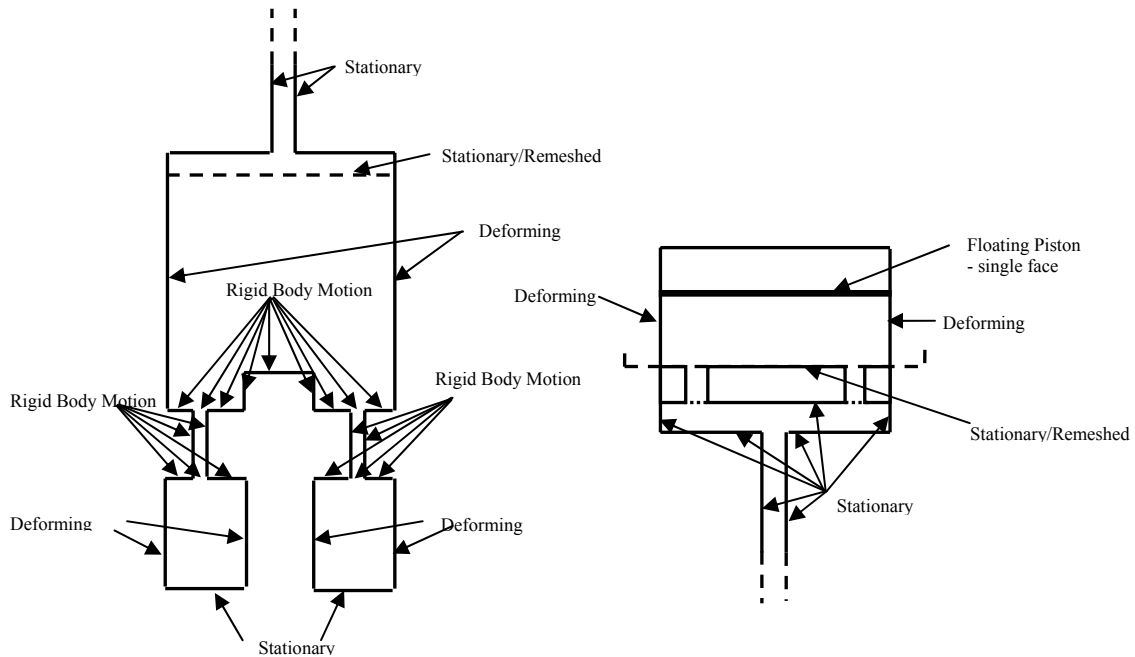 Stationary
Stationary/Remeshed
Deforming
Rigid Body Motion
Rigid Body Motion
Rigid Body Motion
Deforming
Deforming
Stationary
Floating Piston
- single face
Deforming
Deforming
Stationary/Remeshed
Stationary